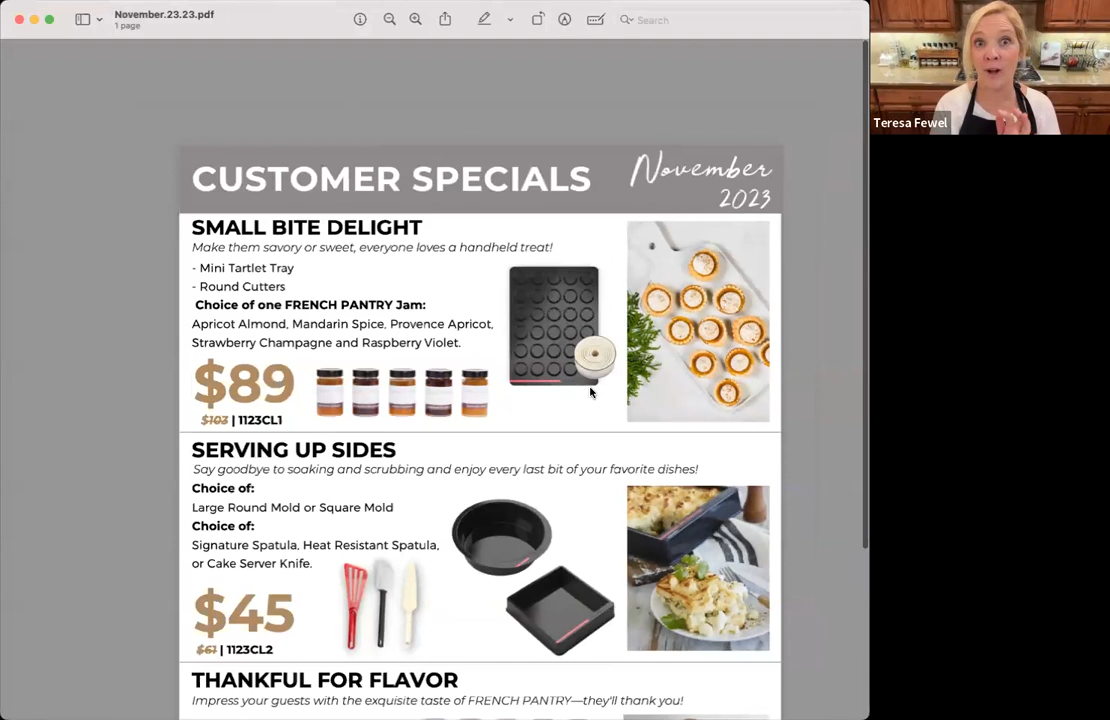 November.23.23.pdf
1 page
Search
Teresa Fewel
CUSTOMER SPECIALS
November
2023
SMALL BITE DELIGHT
Make them savory or sweet, everyone loves a handheld treat!
- Mini Tartlet Tray
- Round Cutters
Choice of one FRENCH PANTRY Jam:
Apricot Almond, Mandarin Spice, Provence Apricot,
Strawberry Champagne and Raspberry Violet.
$89
$103 | 1123CL1
SERVING UP SIDES
Say goodbye to soaking and scrubbing and enjoy every last bit of your favorite dishes!
Choice of:
Large Round Mold or Square Mold
Choice of:
Signature Spatula, Heat Resistant Spatula,
or Cake Server Knife.
$45
$61 | 1123CL2
THANKFUL FOR FLAVOR
Impress your guests with the exquisite taste of FRENCH PANTRY—they'll thank you!